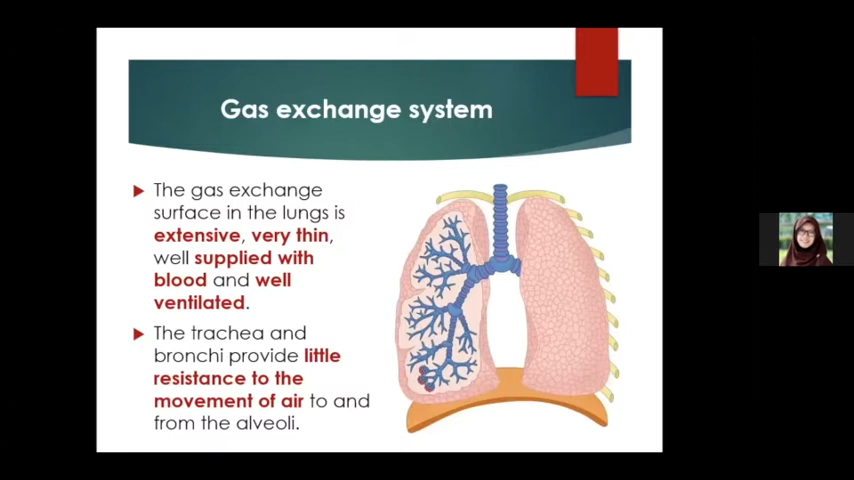 Gas exchange system
The gas exchange
surface in the lungs is
extensive, very thin,
well supplied with
blood and well
ventilated.
The trachea and
bronchi provide little
resistance to the
movement of air to and
from the alveoli.